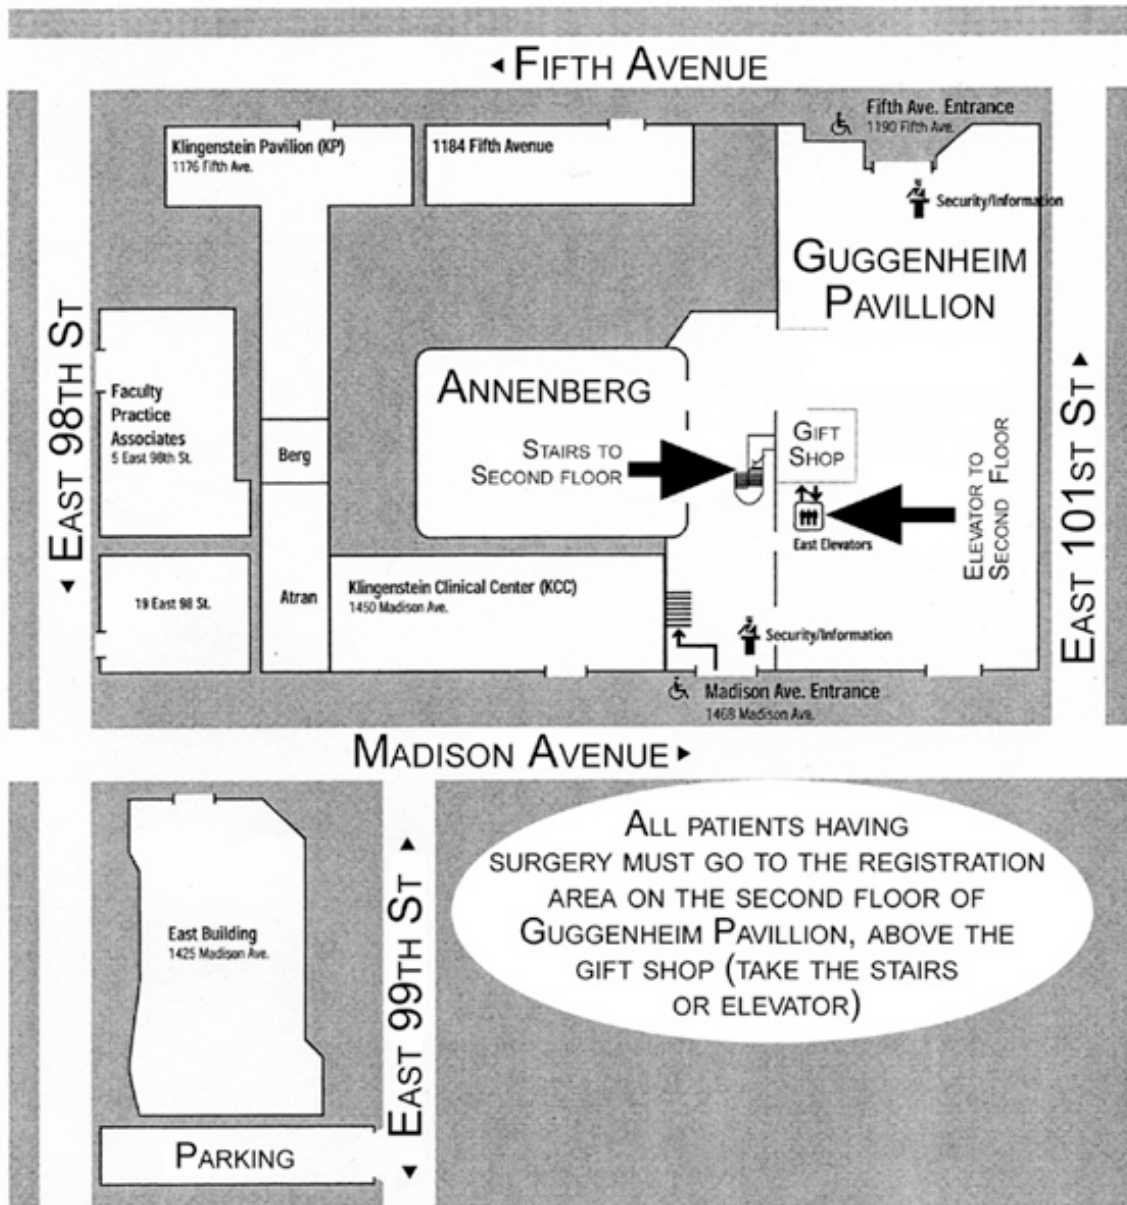 FIFTH AVENUE
Fifth Ave. Entrance
1190 Fifth Ave.
Klingenstein Pavilion (KP)
1176 Fifth Ave.
1184 Fifth Avenue
Security/Information
GUGGENHEIM
PAVILLION
EAST 98TH ST
ANNENBERG
STAIRS TO
SECOND FLOOR
GIFT
SHOP
East Elevators
ELEVATOR TO
SECOND FLOOR
EAST 101ST ST
Faculty
Practice
Associates
5 East 98th St.
Berg
19 East 98 St.
Atran
Klingenstein Clinical Center (KCC)
1450 Madison Ave.
Security/Information
Madison Ave. Entrance
1468 Madison Ave.
MADISON AVENUE
East Building
1425 Madison Ave.
EAST 99TH ST
PARKING
ALL PATIENTS HAVING
SURGERY MUST GO TO THE REGISTRATION
AREA ON THE SECOND FLOOR OF
GUGGENHEIM PAVILLION, ABOVE THE
GIFT SHOP (TAKE THE STAIRS
OR ELEVATOR)